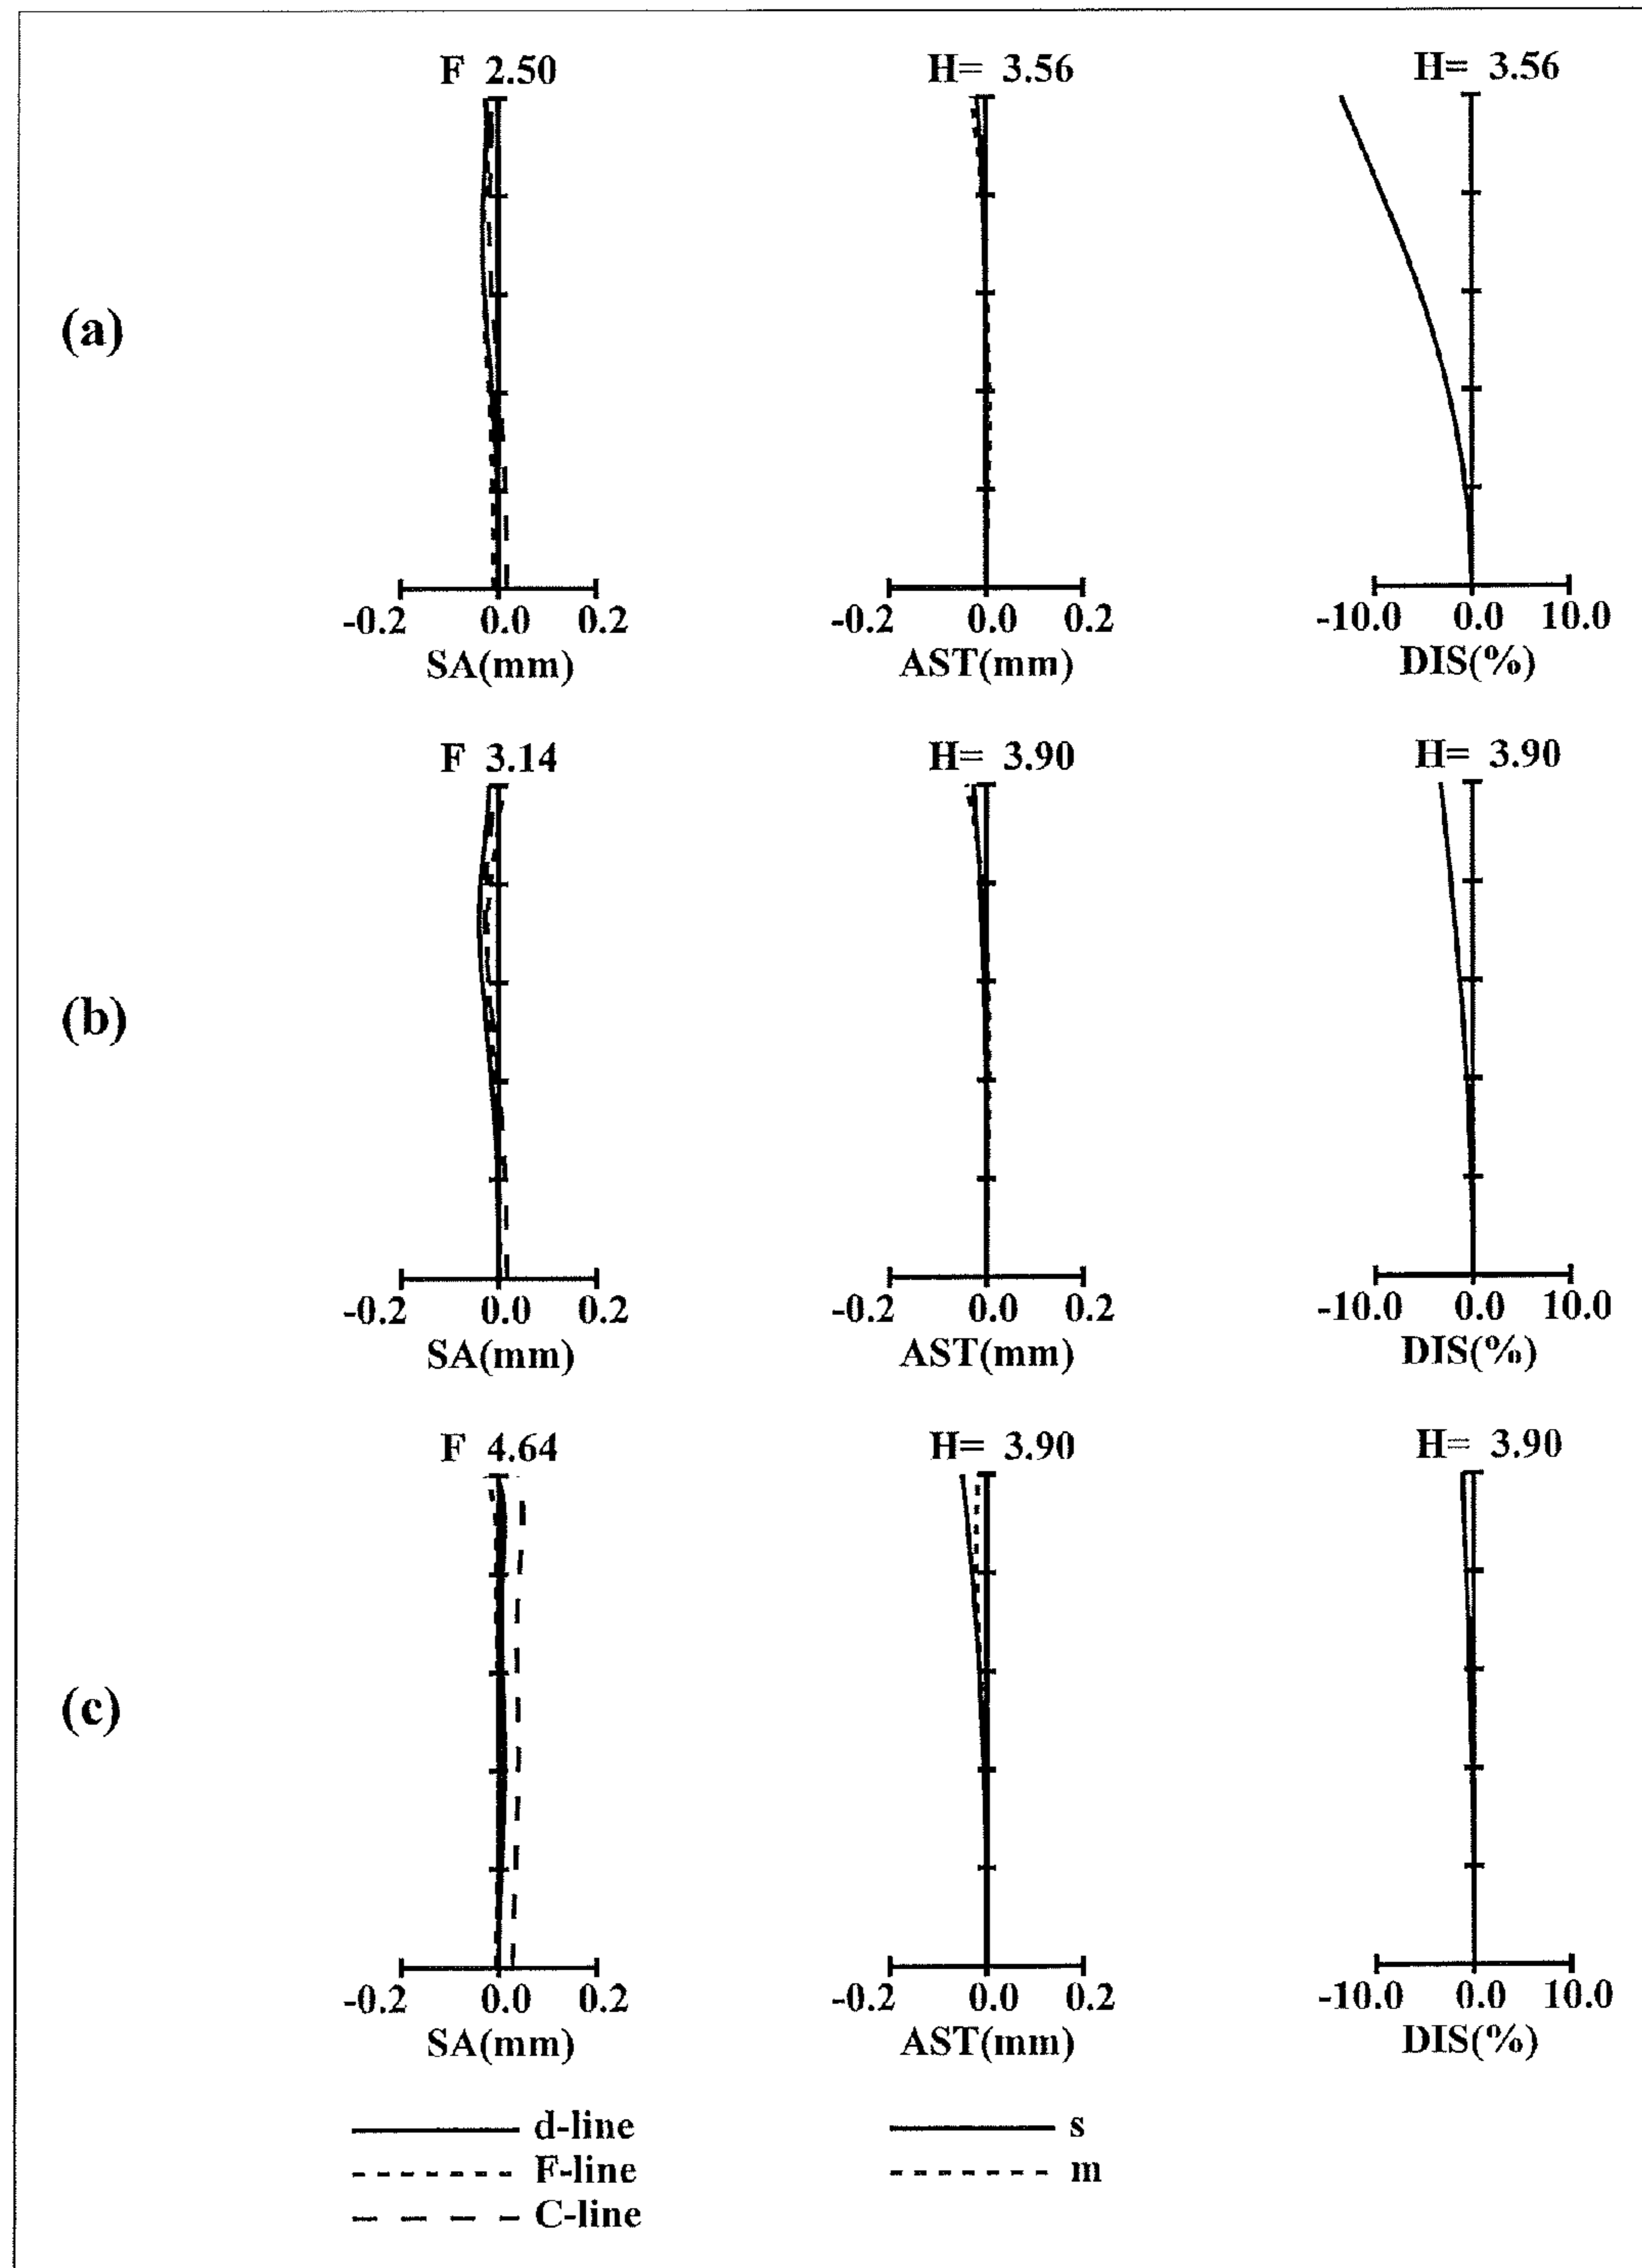 F 2.50 H= 3.56 H= 3.56
(a)
-0.2 0.0 0.2 -0.2 0.0 0.2 -10.0 0.0 10.0
SA(mm) AST(mm) DIS(%)
F 3.14 H= 3.90 H= 3.90
(b)
-0.2 0.0 0.2 -0.2 0.0 0.2 -10.0 0.0 10.0
SA(mm) AST(mm) DIS(%)
F 4.64 H= 3.90 H= 3.90
(c)
-0.2 0.0 0.2 -0.2 0.0 0.2 -10.0 0.0 10.0
SA(mm) AST(mm) DIS(%)
d-line s
F-line m
C-line